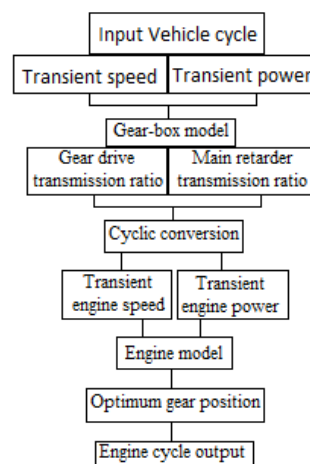 Input Vehicle cycle
Transient speed
Transient power
Gear-box model
Gear drive
transmission ratio
Main retarder
transmission ratio
Cyclic conversion
Transient
engine speed
Transient
engine power
Engine model
Optimum gear position
Engine cycle output